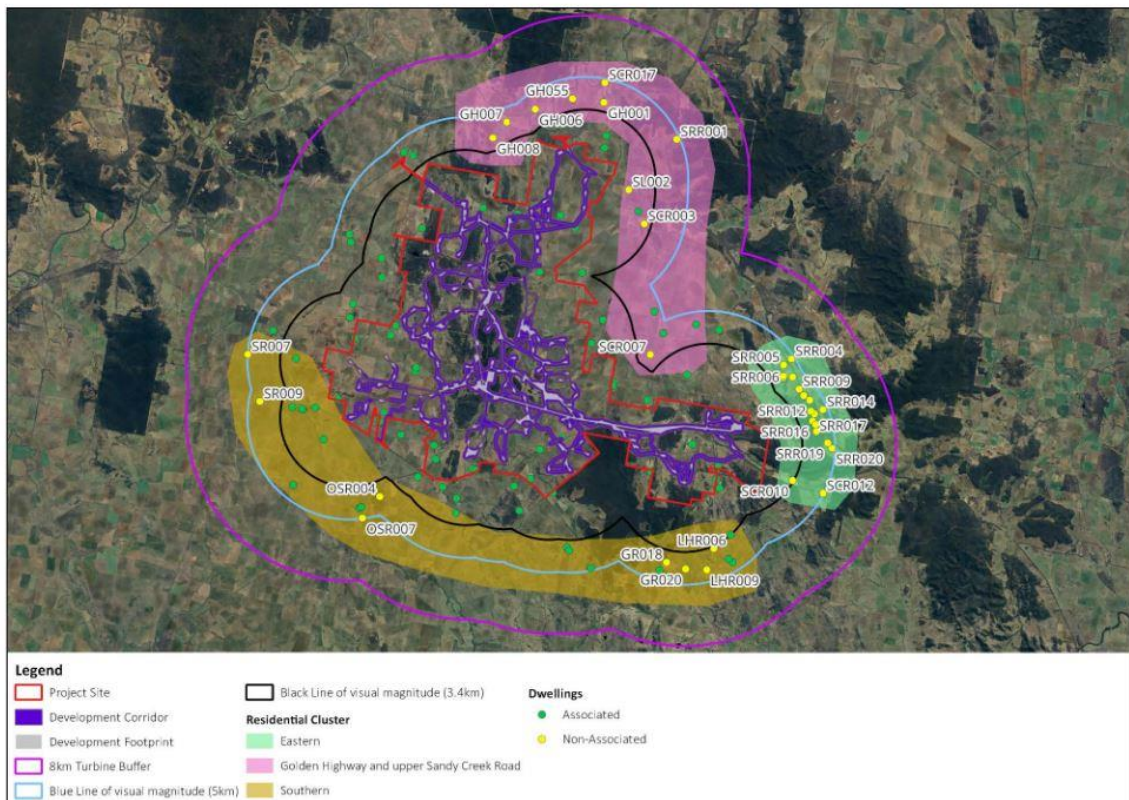 SCR017
GH055
GH007
GH001
GH006
SRR001
GH008
SL002
SCR003
SCR007
SR007
SRR004
SRR005
SRR006
SRR009
SR009
SRR014
SRR012
SRR017
SRR016
SRR019
SRR020
SCR010
SCR012
OSR004
OSR007
LHR006
GR018
GR020
LHR009
Legend
Project Site
Development Corridor
Development Footprint
8km Turbine Buffer
Blue Line of visual magnitude (5km)
Black Line of visual magnitude (3.4km)
Residential Cluster
Eastern
Golden Highway and upper Sandy Creek Road
Southern
Dwellings
Associated
Non-Associated